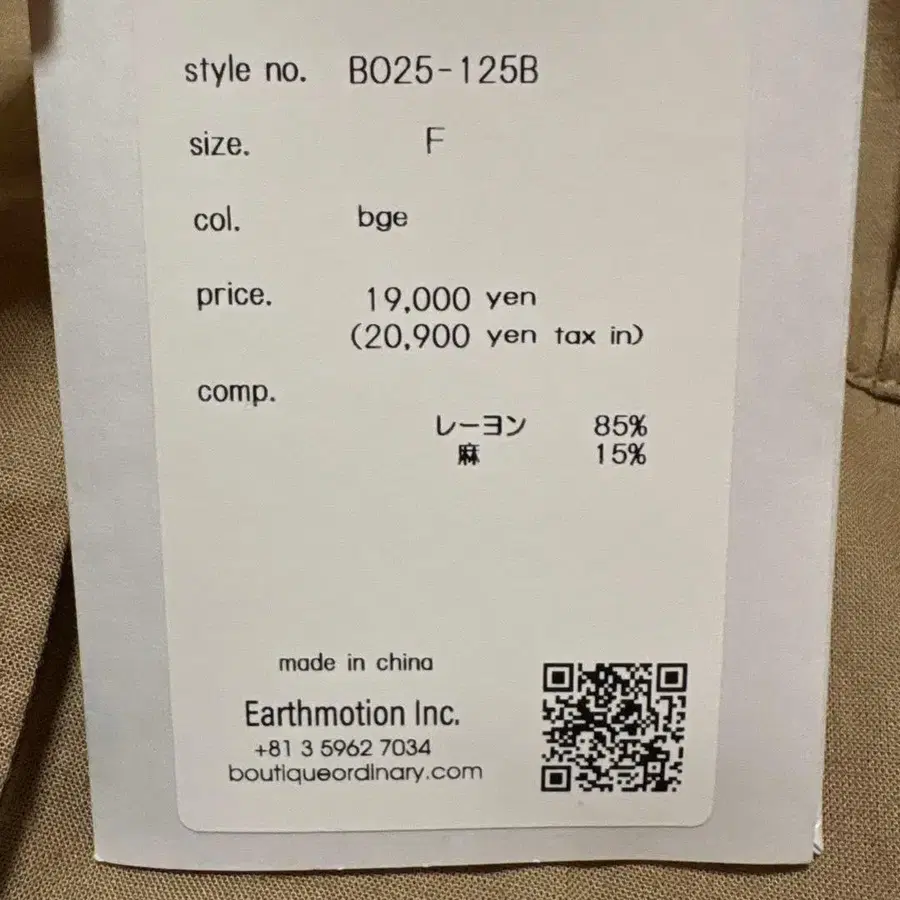 style no. BO25-125B
size. F
col. bge
price. 19,000 yen
(20,900 yen tax in)
comp.
レーヨン 85%
麻 15%
made in china
Earthmotion Inc.
+81 3 5962 7034
boutiqueordinary.com